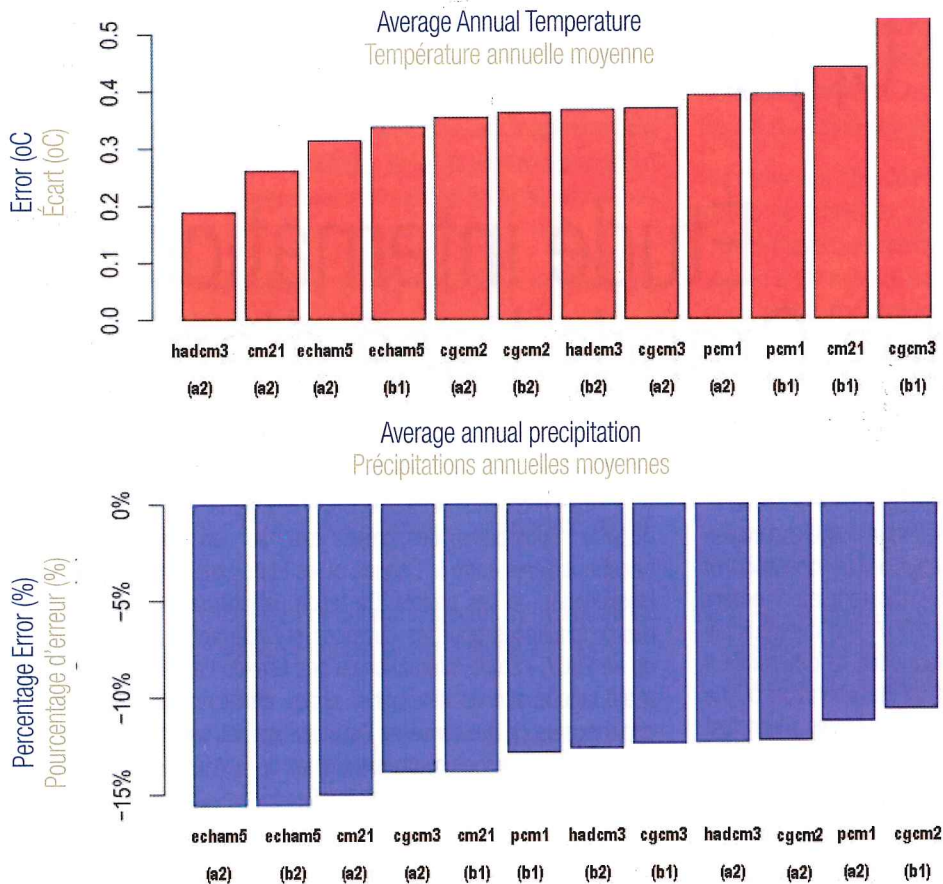 Average Annual Temperature
Température annuelle moyenne
Error (oC
Écart (oC)
0.5
0.4
0.3
0.2
0.1
0.0
hadcm3 cm21 echam5 echam5 cgcm2 cgcm2 hadcm3 cgcm3 pcm1 pcm1 cm21 cgcm3
(a2) (a2) (a2) (b1) (a2) (b2) (b2) (a2) (a2) (b1) (b1) (b1)
Average annual precipitation
Précipitations annuelles moyennes
Percentage Error (%)
Pourcentage d'erreur (%)
0%
-5%
-10%
-15%
echam5 echam5 cm21 cgcm3 cm21 pcm1 hadcm3 cgcm3 hadcm3 cgcm2 pcm1 cgcm2
(a2) (b2) (a2) (a2) (b1) (b1) (b2) (b1) (a2) (a2) (a2) (b1)